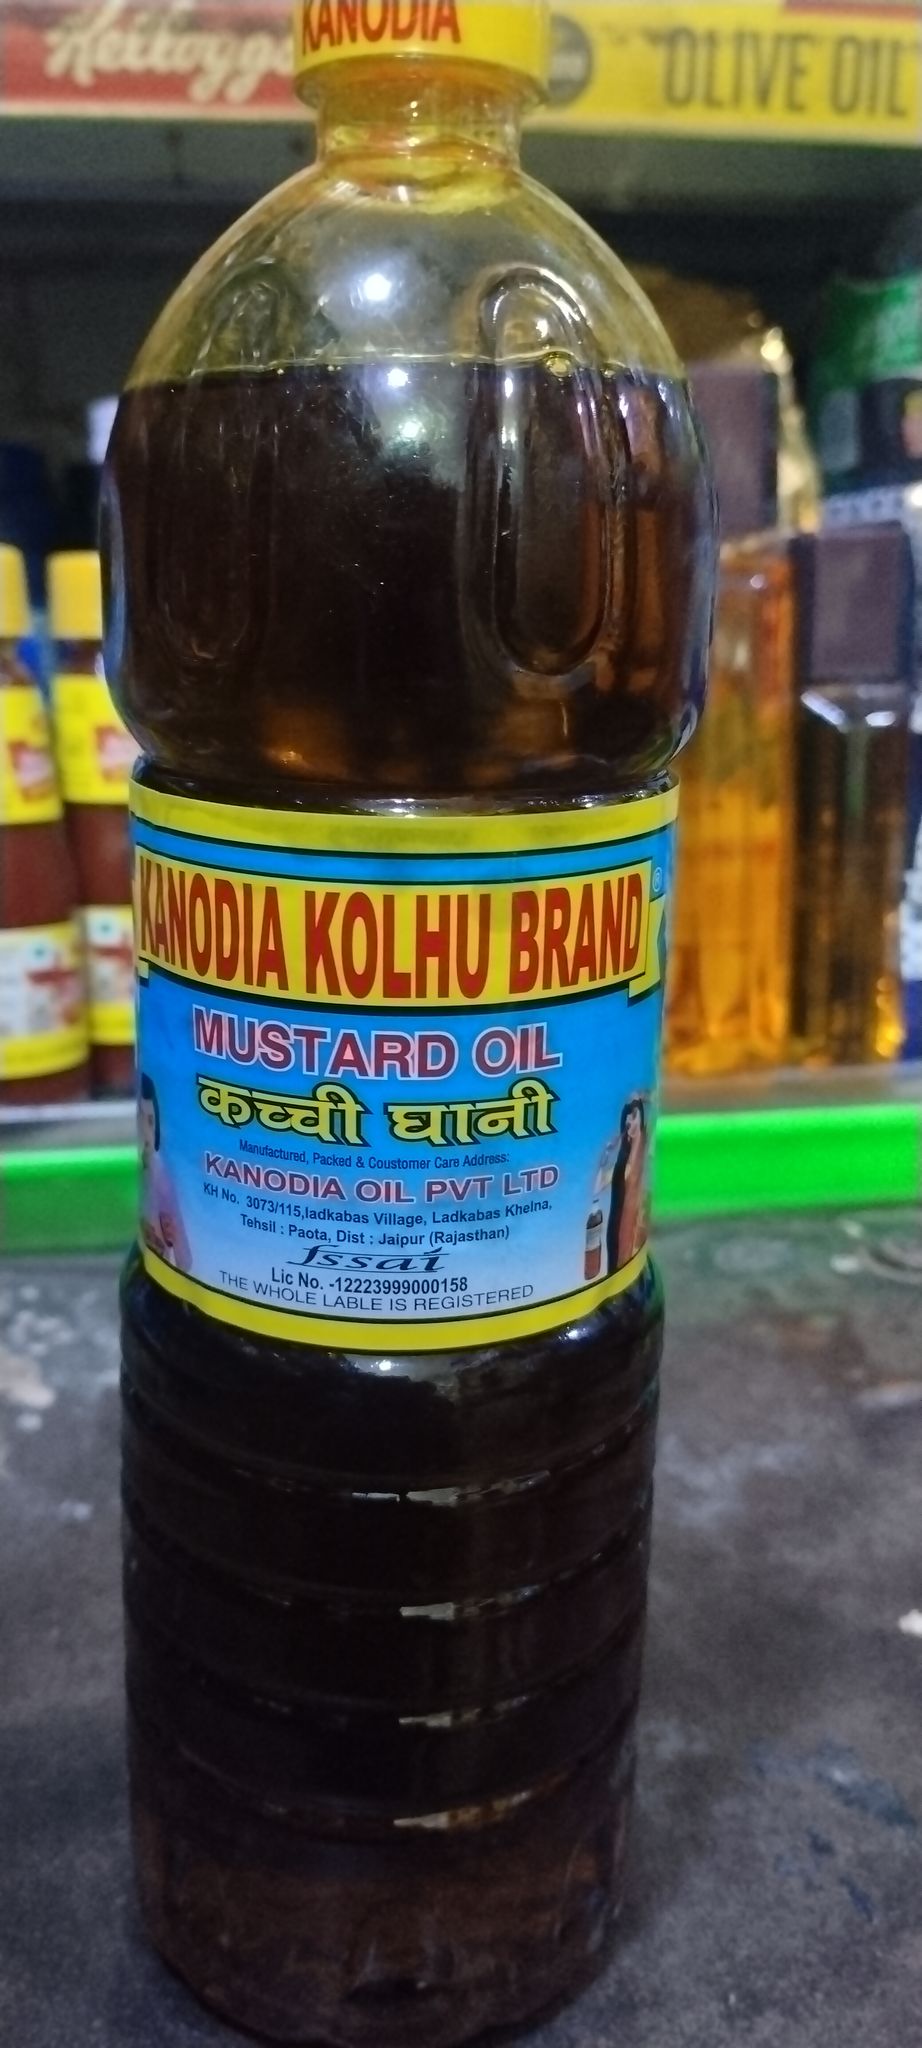 KANODIA
Kellogg's
OLIVE OIL
KANODIA KOLHU BRAND ®
MUSTARD OIL
कच्ची घानी
Manufactured, Packed & Coustomer Care Address:
KANODIA OIL PVT LTD
KH No. 3073/115,ladkabas Village, Ladkabas Khelna,
Tehsil : Paota, Dist : Jaipur (Rajasthan)
fssai
Lic No. -12223999000158
THE WHOLE LABLE IS REGISTERED